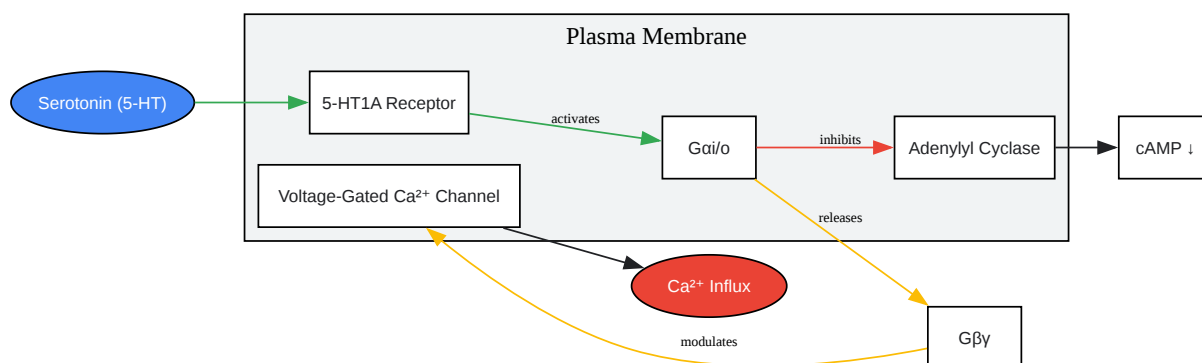 Plasma Membrane
Serotonin (5-HT)
5-HT1A Receptor
activates
Gαi/o
inhibits
Adenylyl Cyclase
cAMP ↓
Voltage-Gated Ca²⁺ Channel
releases
Ca²⁺ Influx
Gβγ
modulates